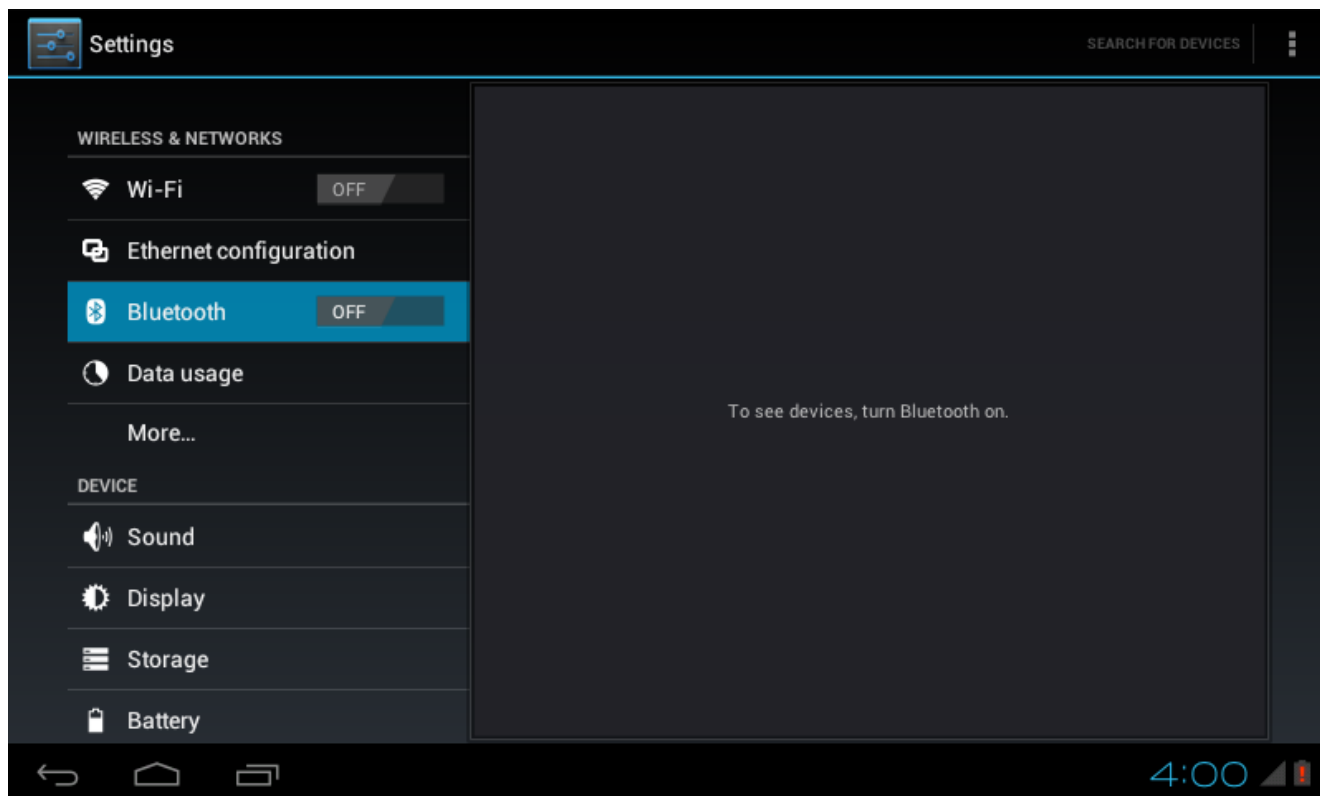 Settings
SEARCH FOR DEVICES
WIRELESS & NETWORKS
Wi-Fi OFF
Ethernet configuration
Bluetooth OFF
Data usage
More...
To see devices, turn Bluetooth on.
DEVICE
Sound
Display
Storage
Battery
4:00